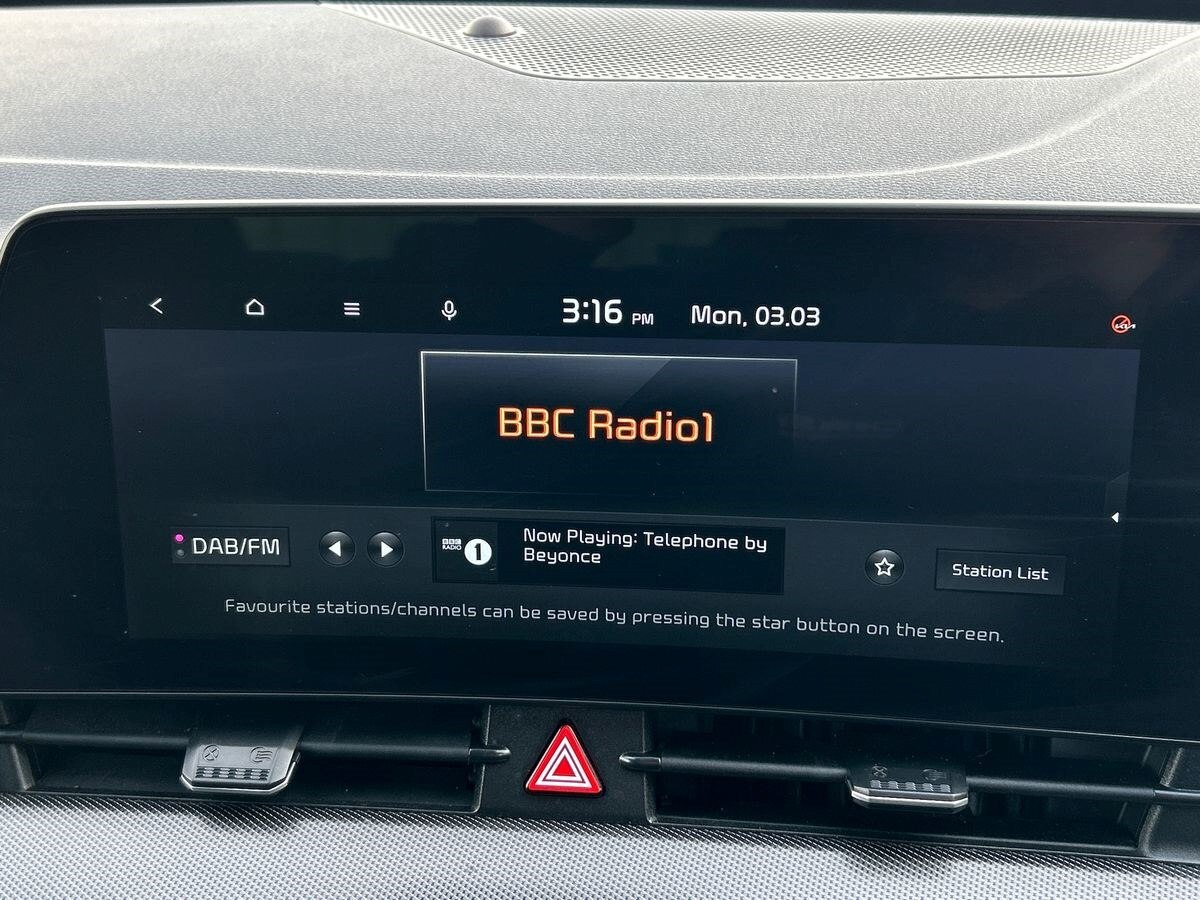 3:16 PM Mon, 03.03
BBC Radio1
DAB/FM
BBC
RADIO
1
Now Playing: Telephone by
Beyonce
Station List
Favourite stations/channels can be saved by pressing the star button on the screen.